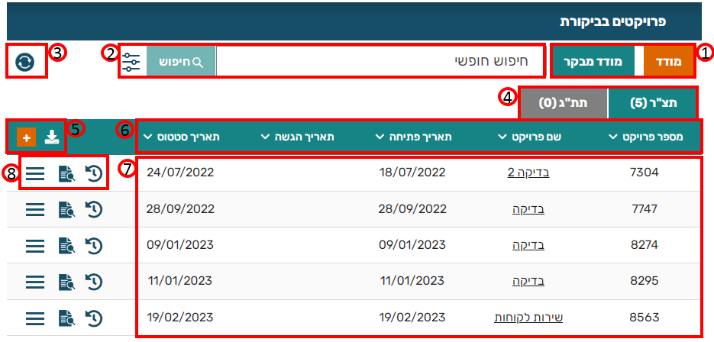 פרויקטים בביקורת
1 מודד מודד מבקר חיפוש חופשי חיפוש 2 3
תצ"ר (5) תת"ג (0) 4
מספר פרויקט שם פרויקט תאריך פתיחה תאריך הגשה תאריך סטטוס 6 5 +
7304 בדיקה 2 18/07/2022 24/07/2022 7 8
7747 בדיקה 28/09/2022 28/09/2022
8274 בדיקה 09/01/2023 09/01/2023
8295 בדיקה 11/01/2023 11/01/2023
8563 שירות לקוחות 19/02/2023 19/02/2023